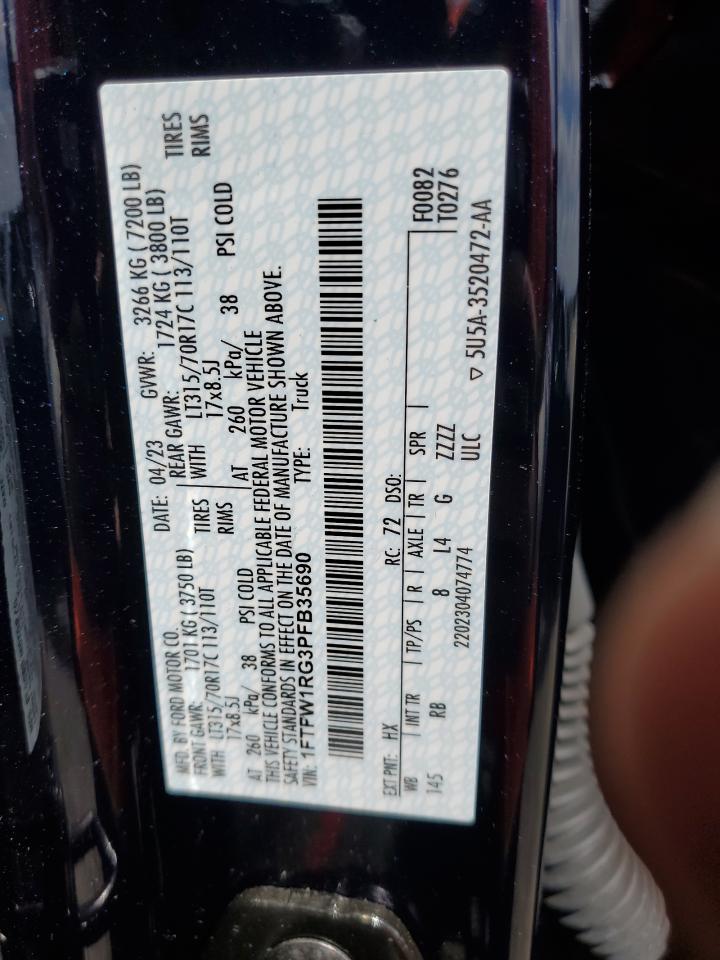 MFD. BY FORD MOTOR CO. DATE: 04/23 GVWR: 3266 KG ( 7200 LB)
FRONT GAWR: 1701 KG ( 3750 LB) REAR GAWR: 1724 KG ( 3800 LB)
WITH LT315/70R17C 113/110T TIRES WITH LT315/70R17C 113/110T TIRES
17x8.5J RIMS 17x8.5J RIMS
AT 260 kPa/ 38 PSI COLD AT 260 kPa/ 38 PSI COLD
THIS VEHICLE CONFORMS TO ALL APPLICABLE FEDERAL MOTOR VEHICLE
SAFETY STANDARDS IN EFFECT ON THE DATE OF MANUFACTURE SHOWN ABOVE.
VIN: 1FTFW1RG3PFB35690 TYPE: Truck
EXT PNT: HX RC: 72 DSO: F0082
WB INT TR TP/PS R AXLE TR SPR T0276
145 RB 8 L4 G ZZZZ
2202304074774 ULC ▽ 5U5A-3520472-AA